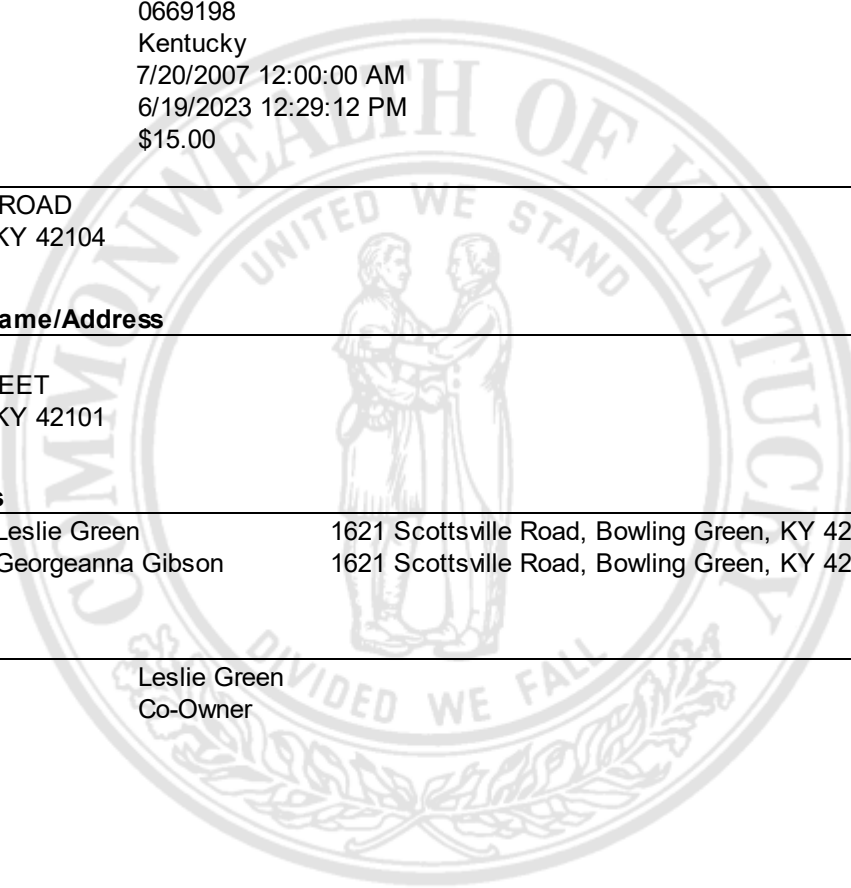 0669198
Kentucky
7/20/2007 12:00:00 AM
6/19/2023 12:29:12 PM
$15.00
ROAD
KY 42104
ame/Address
EET
KY 42101
s
Leslie Green 1621 Scottsville Road, Bowling Green, KY 42
Georgeanna Gibson 1621 Scottsville Road, Bowling Green, KY 42
Leslie Green
Co-Owner
COMMONWEALTH OF KENTUCKY
UNITED WE STAND
DIVIDED WE FALL